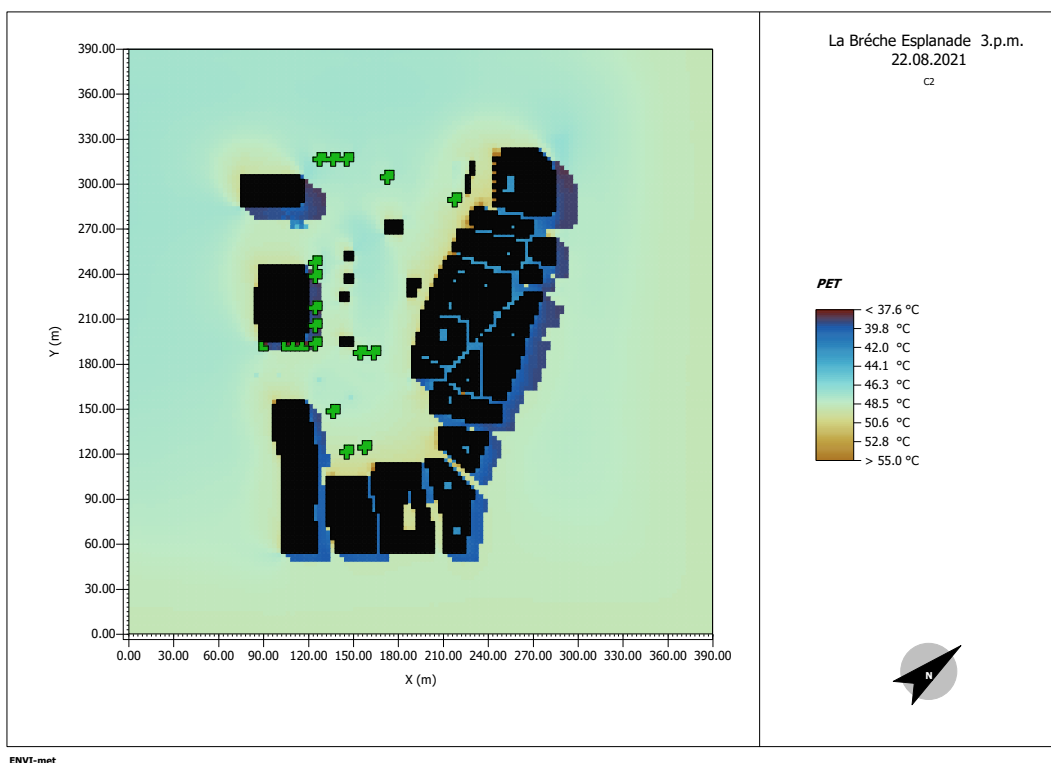 La Bréche Esplanade 3.p.m.
22.08.2021
C2
Y (m)
390.00
360.00
330.00
300.00
270.00
240.00
210.00
180.00
150.00
120.00
90.00
60.00
30.00
0.00
0.00 30.00 60.00 90.00 120.00 150.00 180.00 210.00 240.00 270.00 300.00 330.00 360.00 390.00
X (m)
PET
< 37.6 °C
39.8 °C
42.0 °C
44.1 °C
46.3 °C
48.5 °C
50.6 °C
52.8 °C
> 55.0 °C
N
ENVI-met